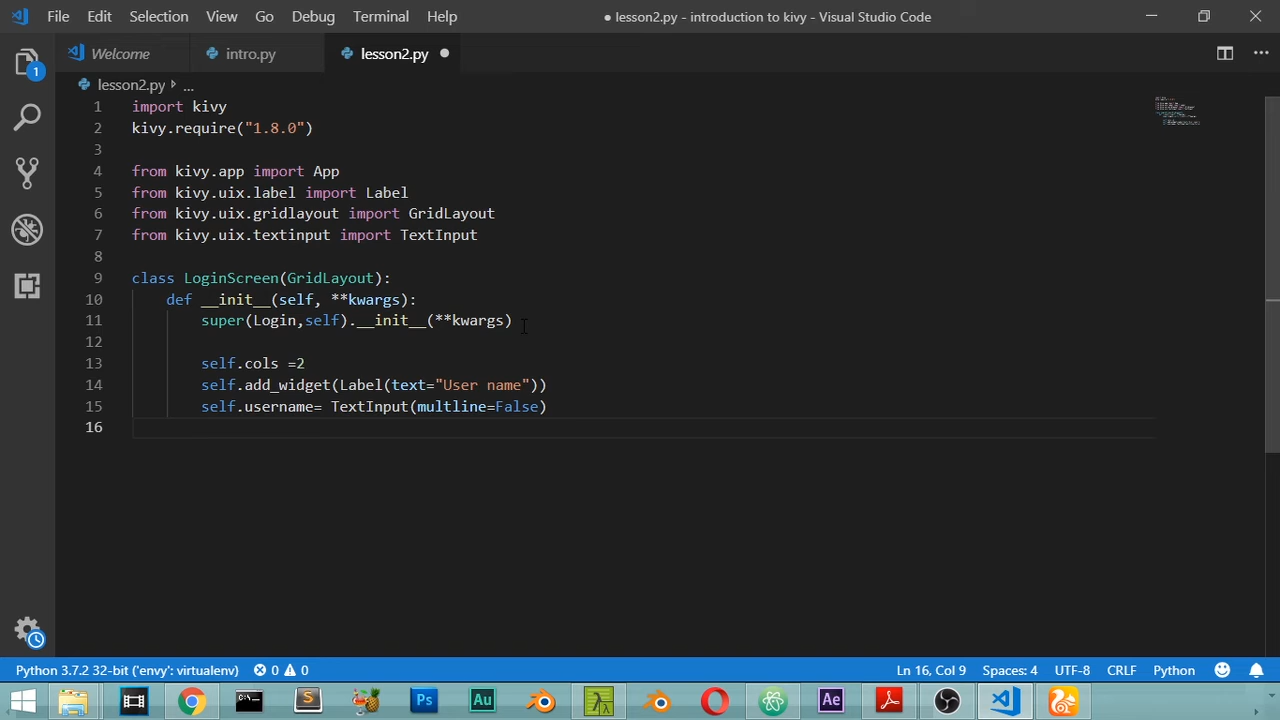 File Edit Selection View Go Debug Terminal Help ● lesson2.py - introduction to kivy - Visual Studio Code
Welcome intro.py lesson2.py
lesson2.py ...
1 import kivy
2 kivy.require("1.8.0")
3
4 from kivy.app import App
5 from kivy.uix.label import Label
6 from kivy.uix.gridlayout import GridLayout
7 from kivy.uix.textinput import TextInput
8
9 class LoginScreen(GridLayout):
10 def __init__(self, **kwargs):
11 super(Login,self).__init__(**kwargs)
12
13 self.cols =2
14 self.add_widget(Label(text="User name"))
15 self.username= TextInput(multline=False)
16
1
Python 3.7.2 32-bit ('envy': virtualenv) 0 0 Ln 16, Col 9 Spaces: 4 UTF-8 CRLF Python
S Ps Au λ Ae